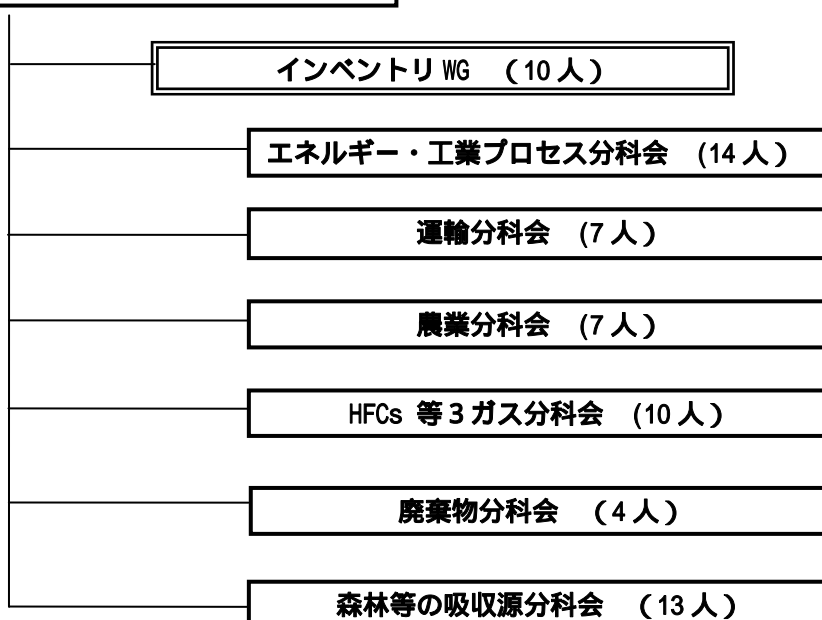 インベントリ WG （10 人）
エネルギー・工業プロセス分科会 (14 人）
運輸分科会 (7 人）
農業分科会 (7 人）
HFCs 等３ガス分科会 (10 人）
廃棄物分科会 （4 人）
森林等の吸収源分科会 （13 人）